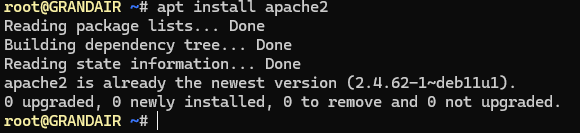 root@GRANDAIR ~# apt install apache2
Reading package lists... Done
Building dependency tree... Done
Reading state information... Done
apache2 is already the newest version (2.4.62-1~deb11u1).
0 upgraded, 0 newly installed, 0 to remove and 0 not upgraded.
root@GRANDAIR ~#